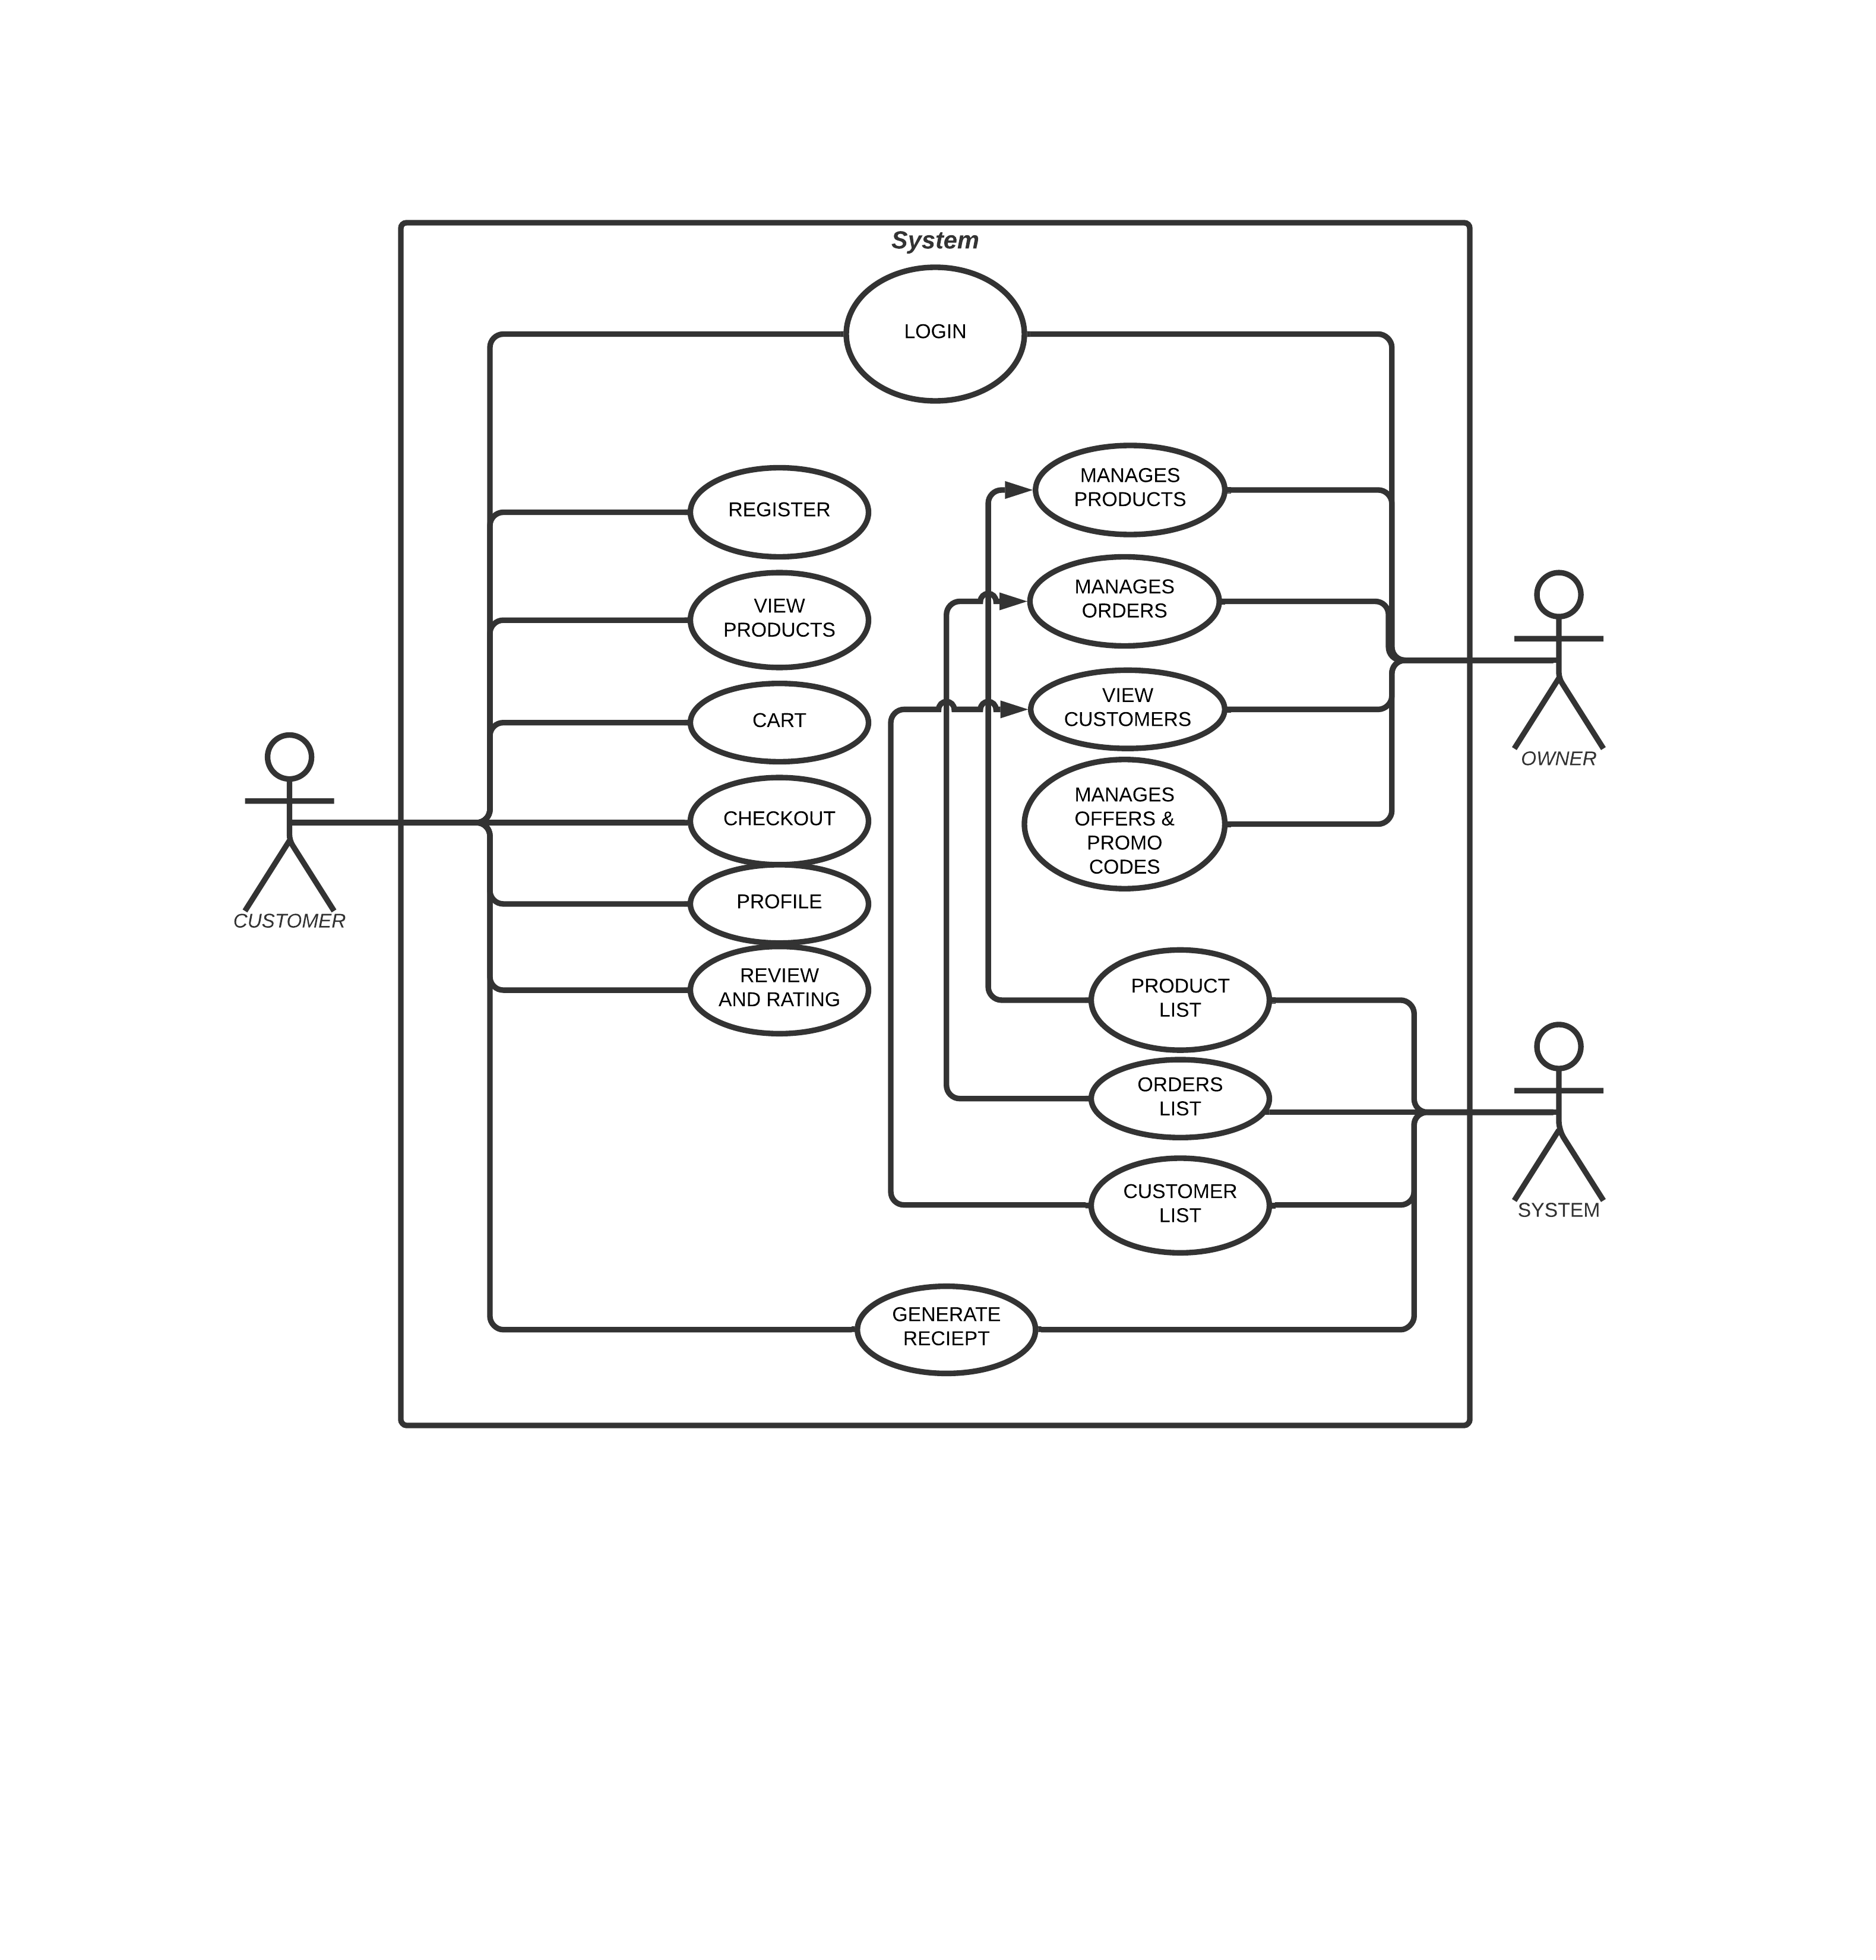 System
LOGIN
REGISTER
VIEW
PRODUCTS
CART
CHECKOUT
PROFILE
REVIEW
AND RATING
MANAGES
PRODUCTS
MANAGES
ORDERS
VIEW
CUSTOMERS
MANAGES
OFFERS &
PROMO
CODES
PRODUCT
LIST
ORDERS
LIST
CUSTOMER
LIST
GENERATE
RECIEPT
CUSTOMER
OWNER
SYSTEM